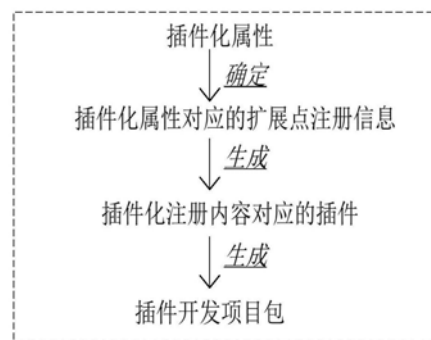 插件化属性
确定
插件化属性对应的扩展点注册信息
生成
插件化注册内容对应的插件
生成
插件开发项目包